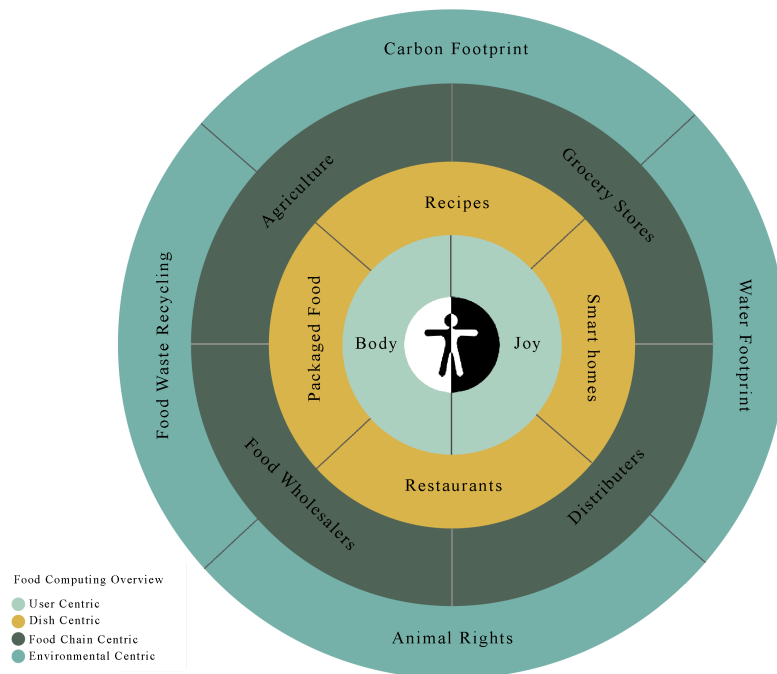 Carbon Footprint
Agriculture
Grocery Stores
Recipes
Food Waste Recycling
Packaged Food
Body
Joy
Smart homes
Water Footprint
Food Wholesalers
Restaurants
Distributers
Animal Rights
Food Computing Overview
User Centric
Dish Centric
Food Chain Centric
Environmental Centric